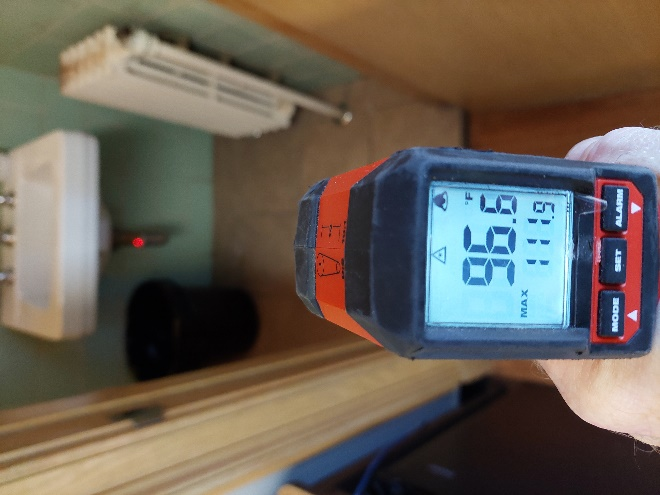 96.6 °F
MAX 111.9
MODE SET ALARM